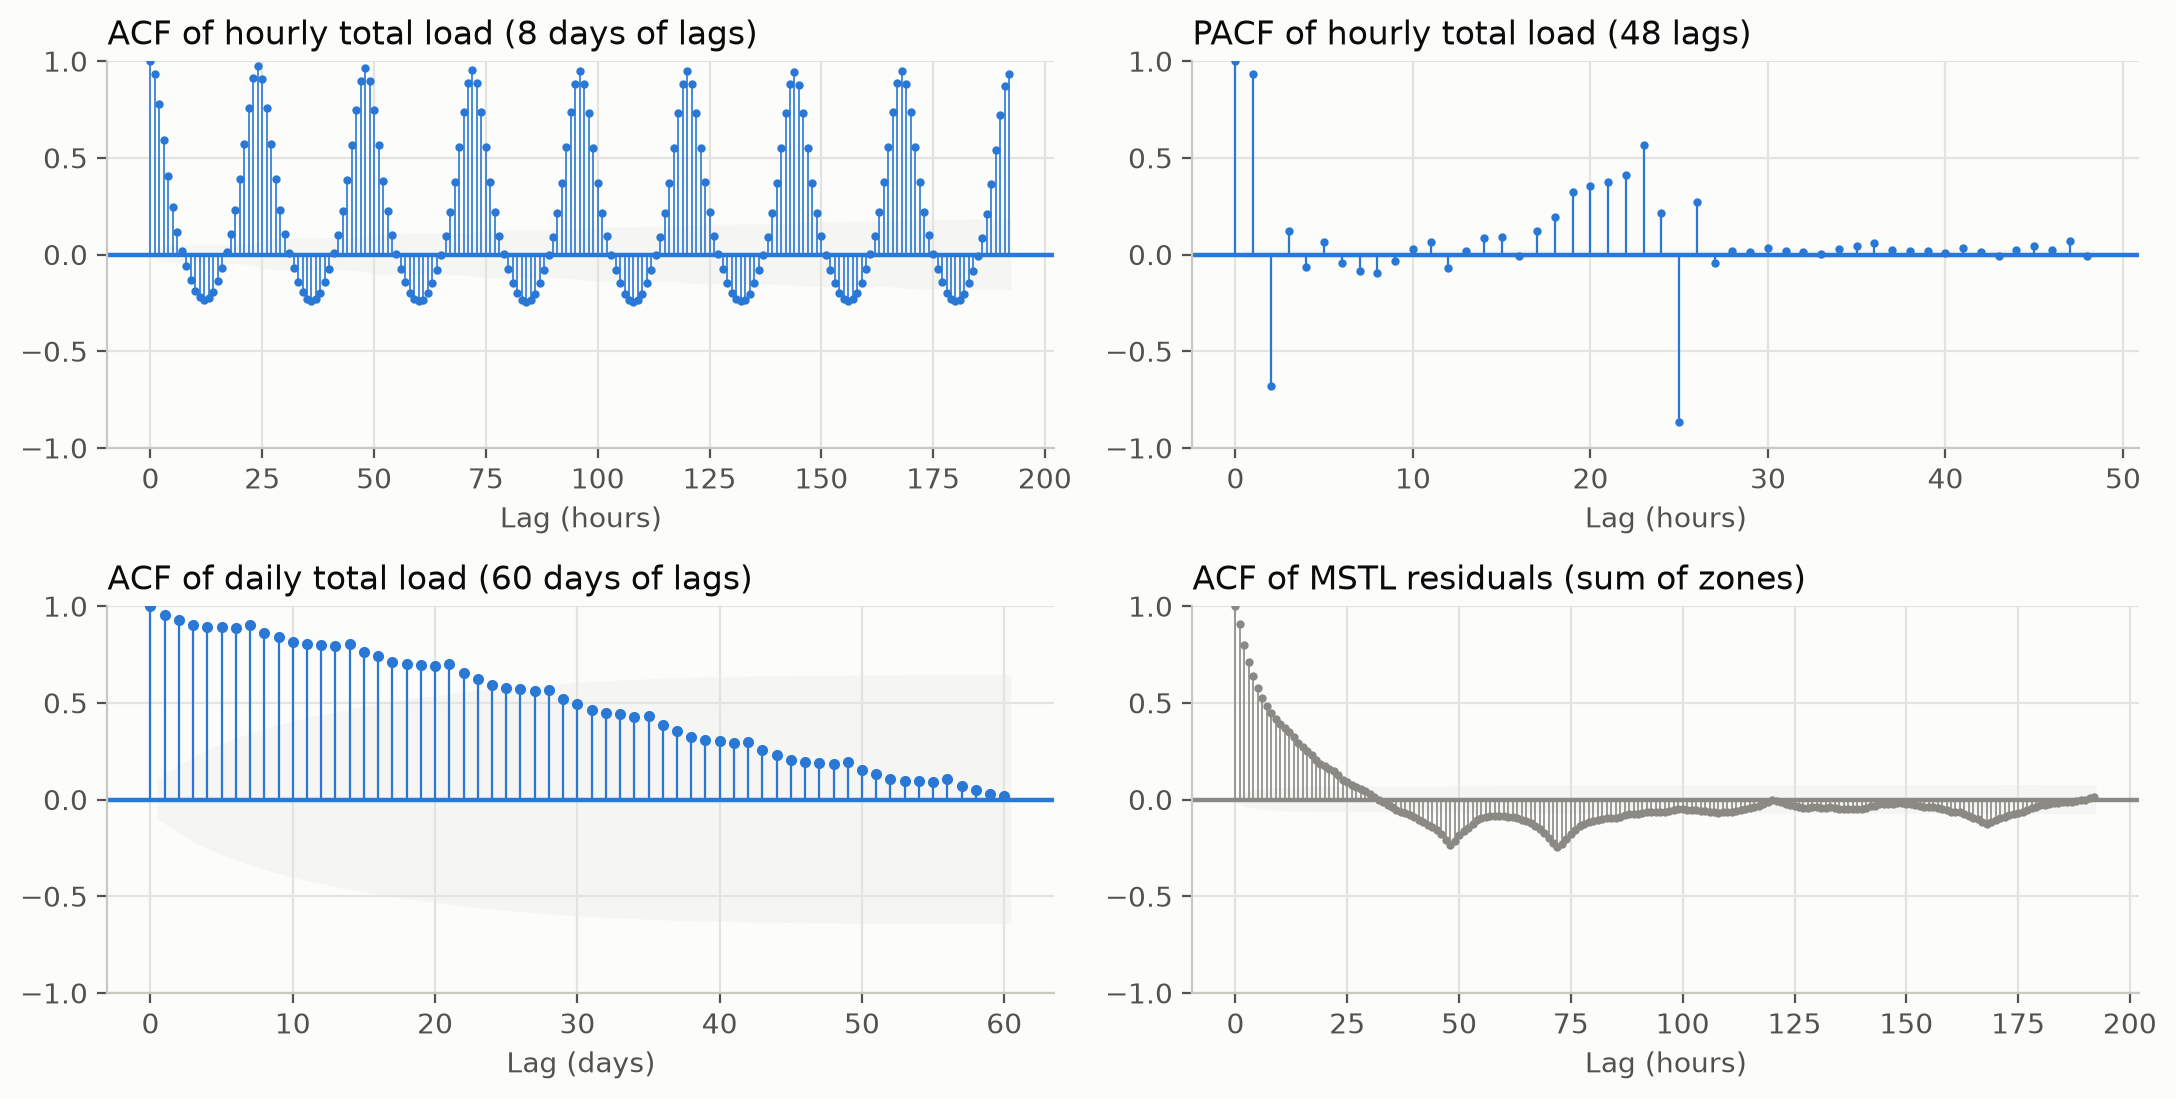 ACF of hourly total load (8 days of lags)
1.0
0.5
0.0
−0.5
−1.0
0 25 50 75 100 125 150 175 200
Lag (hours)
PACF of hourly total load (48 lags)
1.0
0.5
0.0
−0.5
−1.0
0 10 20 30 40 50
Lag (hours)
ACF of daily total load (60 days of lags)
1.0
0.5
0.0
−0.5
−1.0
0 10 20 30 40 50 60
Lag (days)
ACF of MSTL residuals (sum of zones)
1.0
0.5
0.0
−0.5
−1.0
0 25 50 75 100 125 150 175 200
Lag (hours)